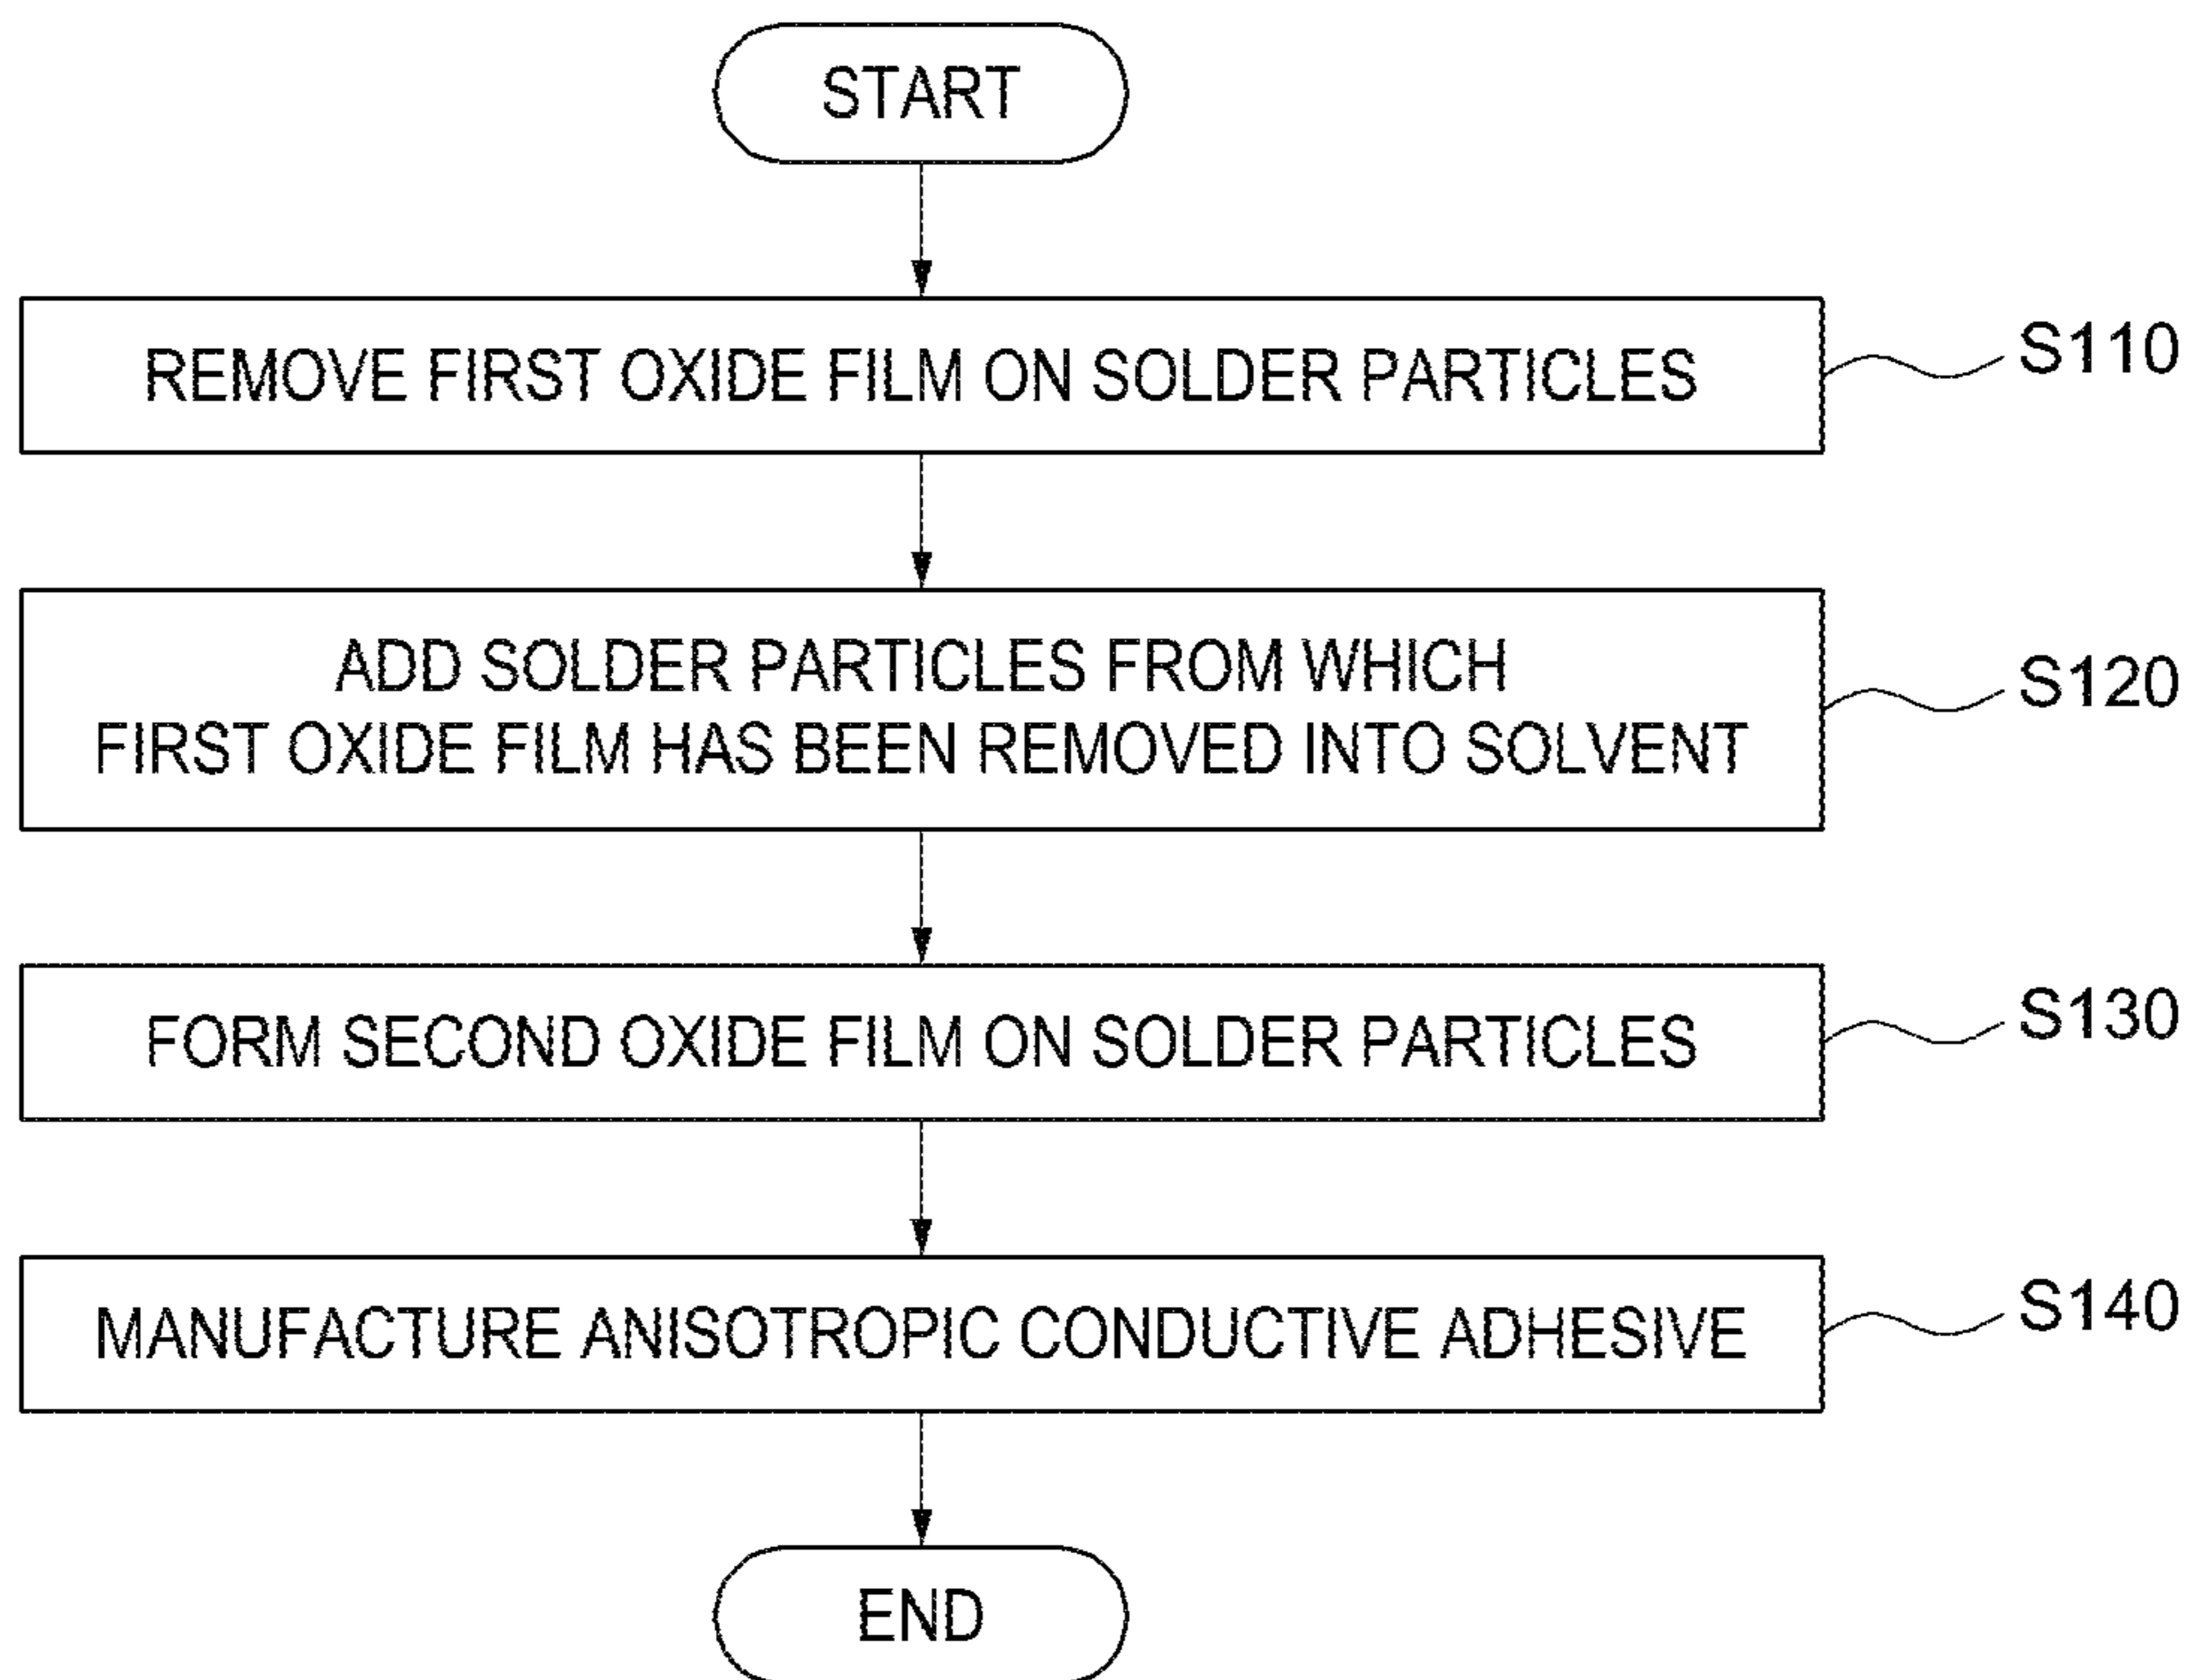 START
REMOVE FIRST OXIDE FILM ON SOLDER PARTICLES
S110
ADD SOLDER PARTICLES FROM WHICH
FIRST OXIDE FILM HAS BEEN REMOVED INTO SOLVENT
S120
FORM SECOND OXIDE FILM ON SOLDER PARTICLES
S130
MANUFACTURE ANISOTROPIC CONDUCTIVE ADHESIVE
S140
END